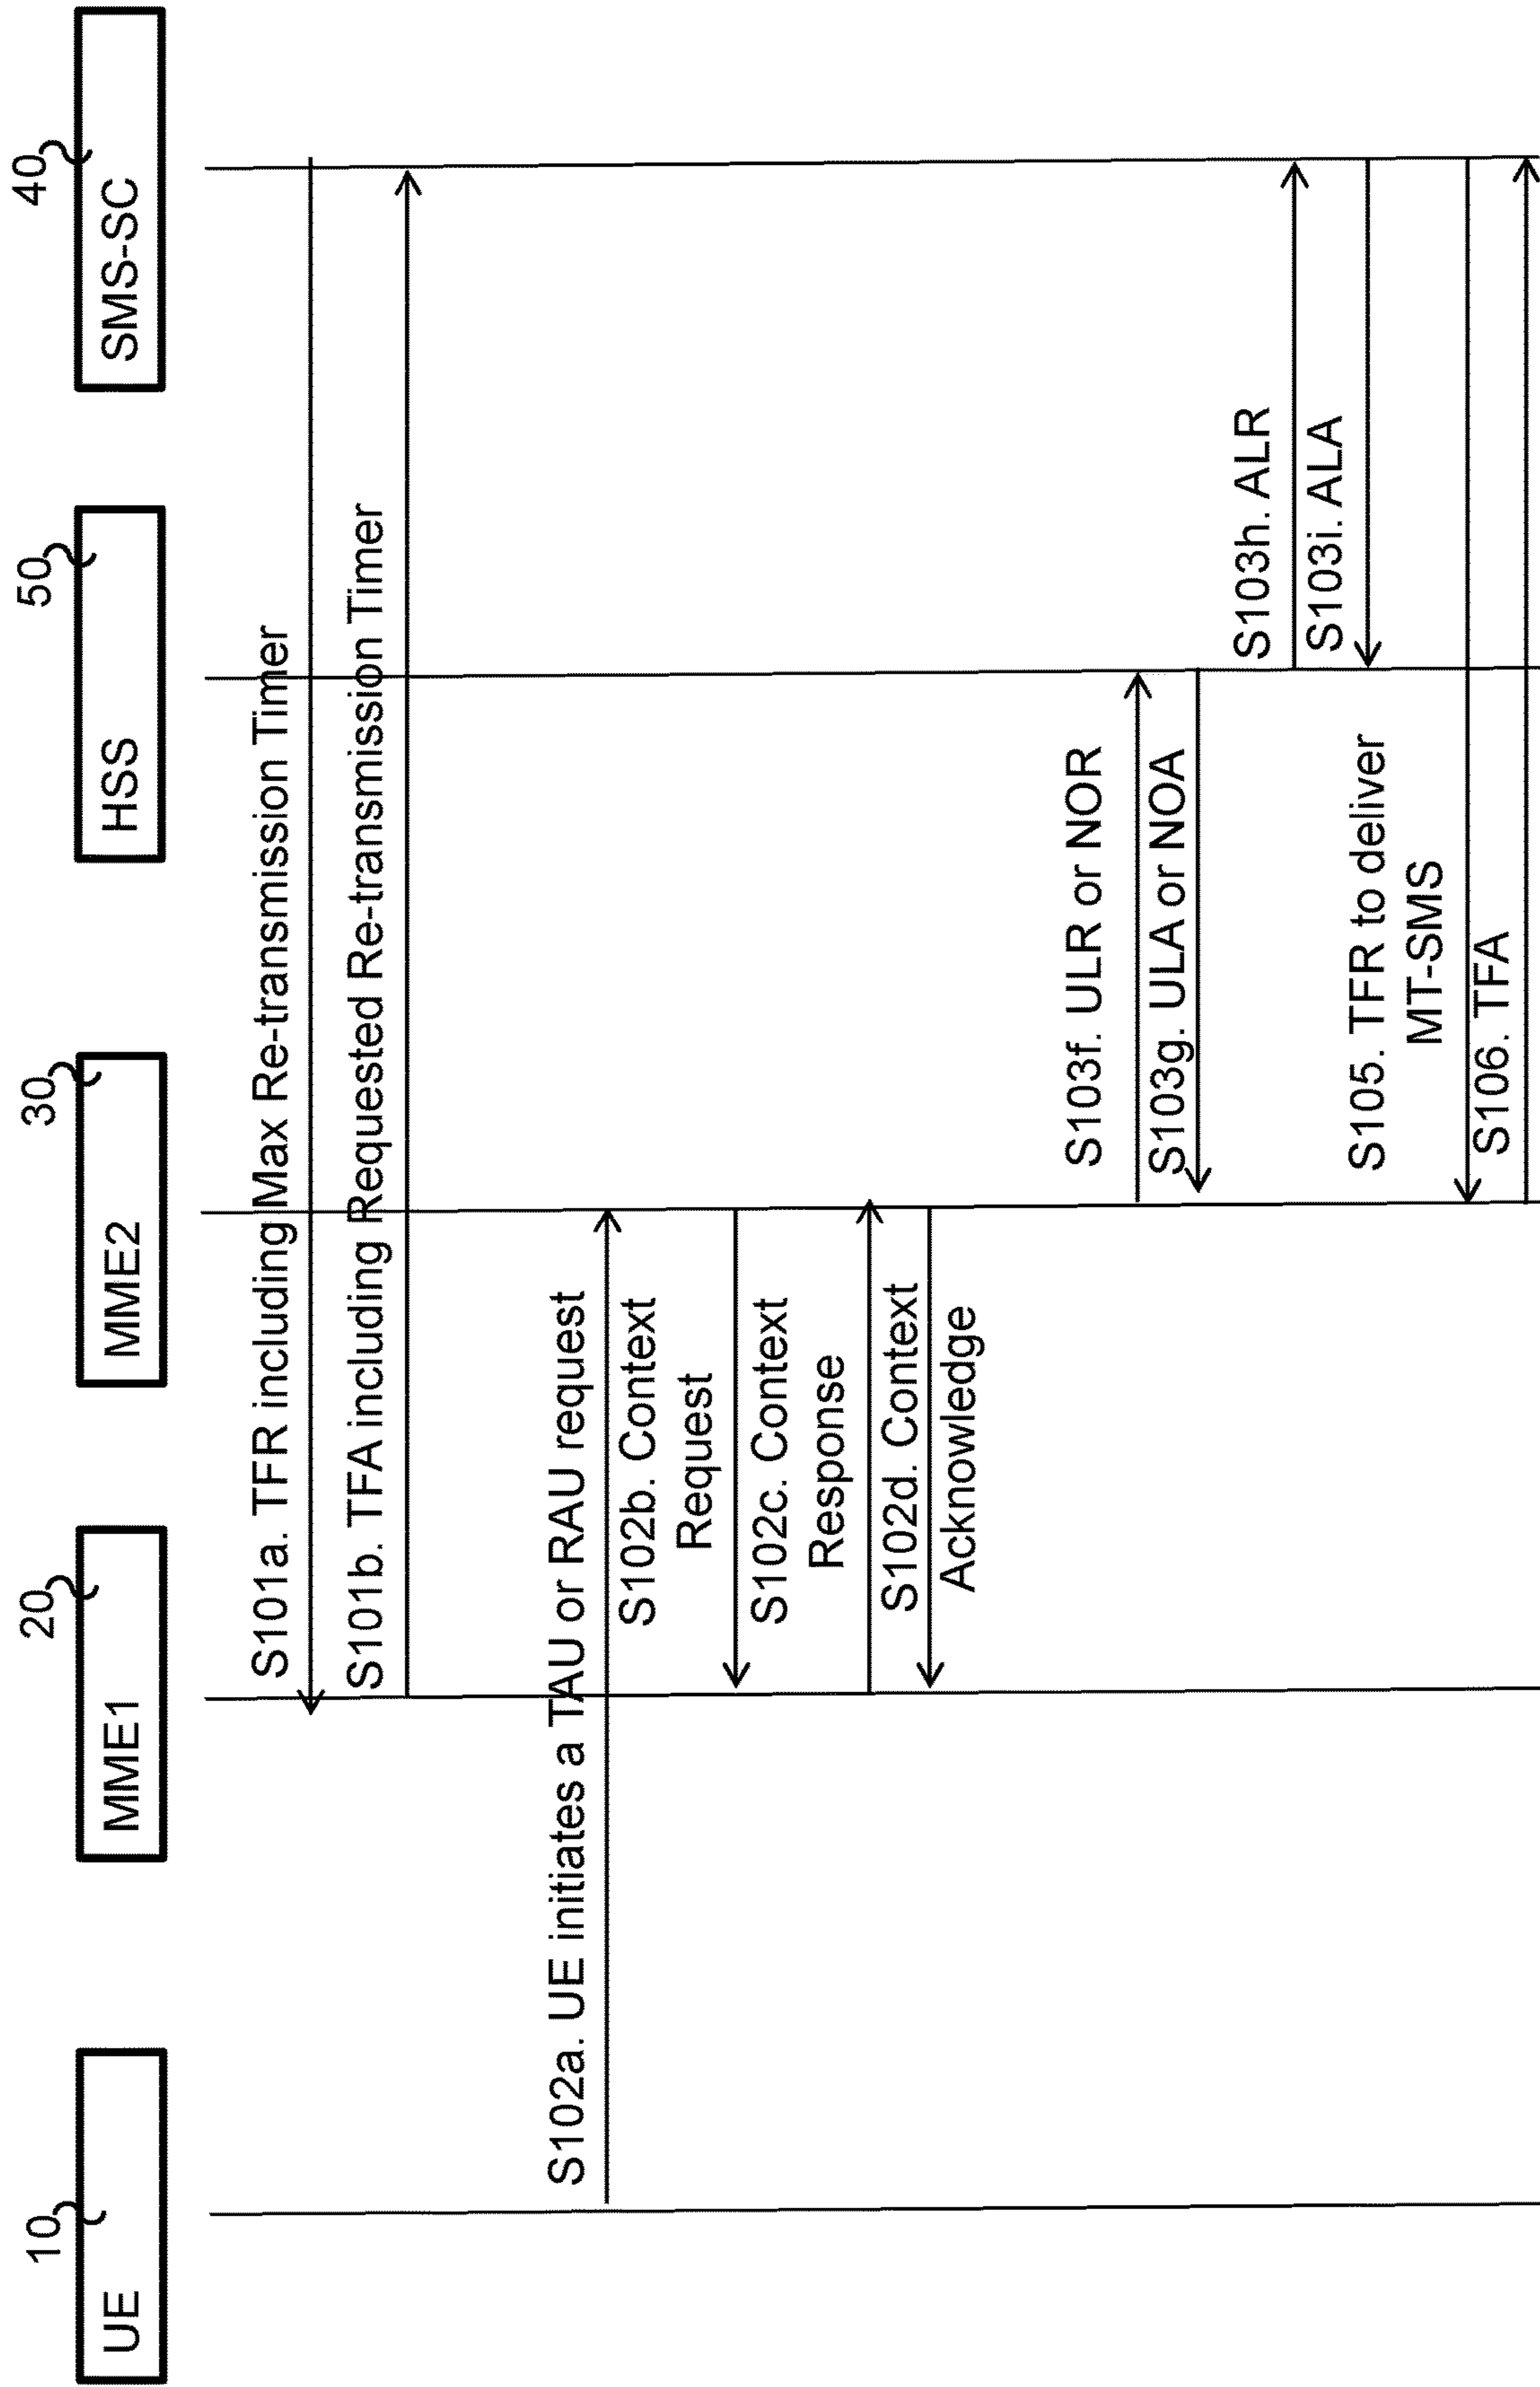 10
UE
20
MME1
30
MME2
50
HSS
40
SMS-SC
S101a. TFR including Max Re-transmission Timer
S101b. TFA including Requested Re-transmission Timer
S102a. UE initiates a TAU or RAU request
S102b. Context
Request
S102c. Context
Response
S102d. Context
Acknowledge
S103f. ULR or NOR
S103g. ULA or NOA
S103h. ALR
S103i. ALA
S105. TFR to deliver
MT-SMS
S106. TFA